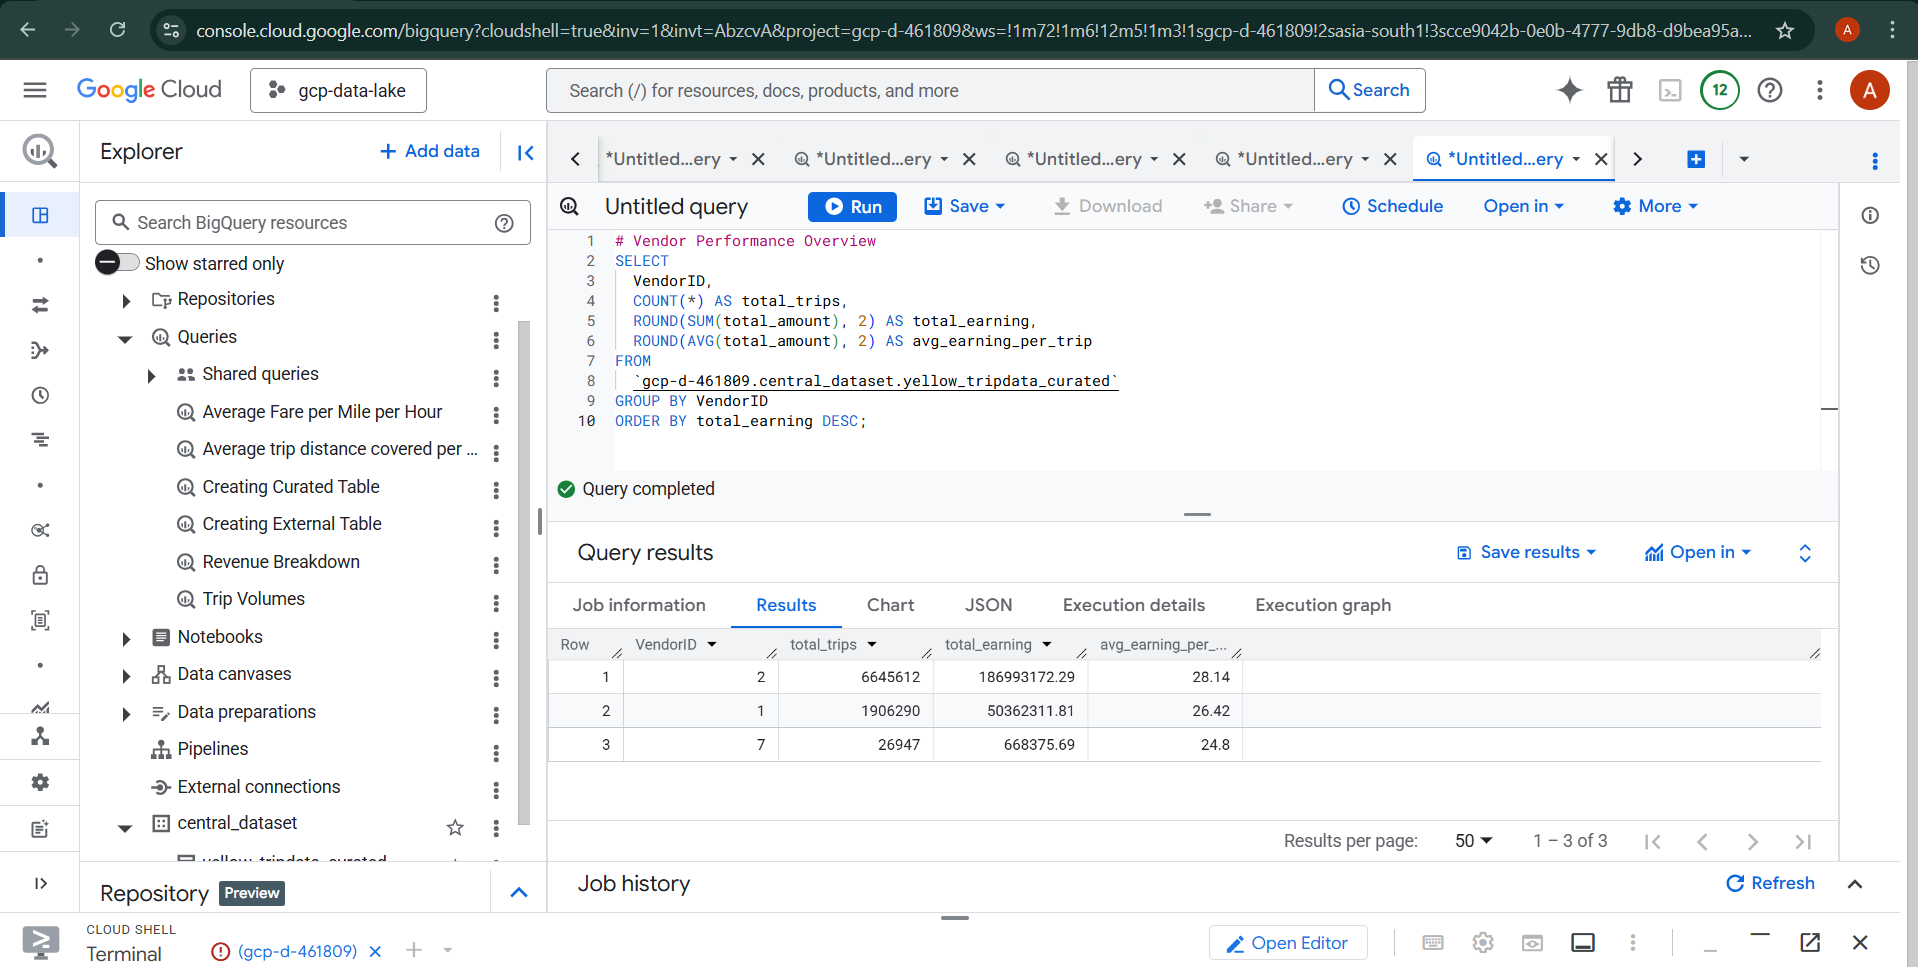 console.cloud.google.com/bigquery?cloudshell=true&inv=1&invt=AbzcvA&project=gcp-d-461809&ws=!1m72!1m6!12m5!1m3!1sgcp-d-461809!2sasia-south1!3scce9042b-0e0b-4777-9db8-d9bea95a...
A
Google Cloud
gcp-data-lake
Search (/) for resources, docs, products, and more
Search
12
A
Explorer
+ Add data
*Untitled...ery
*Untitled...ery
*Untitled...ery
*Untitled...ery
*Untitled...ery
Search BigQuery resources
Show starred only
Repositories
Queries
Shared queries
Average Fare per Mile per Hour
Average trip distance covered per ...
Creating Curated Table
Creating External Table
Revenue Breakdown
Trip Volumes
Notebooks
Data canvases
Data preparations
Pipelines
External connections
central_dataset
yellow_tripdata_curated
Repository Preview
Untitled query
Run
Save
Download
Share
Schedule
Open in
More
1 # Vendor Performance Overview
2 SELECT
3 VendorID,
4 COUNT(*) AS total_trips,
5 ROUND(SUM(total_amount), 2) AS total_earning,
6 ROUND(AVG(total_amount), 2) AS avg_earning_per_trip
7 FROM
8 `gcp-d-461809.central_dataset.yellow_tripdata_curated`
9 GROUP BY VendorID
10 ORDER BY total_earning DESC;
Query completed
Query results
Save results
Open in
Job information Results Chart JSON Execution details Execution graph
Row VendorID total_trips total_earning avg_earning_per_...
1 2 6645612 186993172.29 28.14
2 1 1906290 50362311.81 26.42
3 7 26947 668375.69 24.8
Results per page: 50 1 – 3 of 3
Job history
Refresh
CLOUD SHELL
Terminal
(gcp-d-461809)
Open Editor